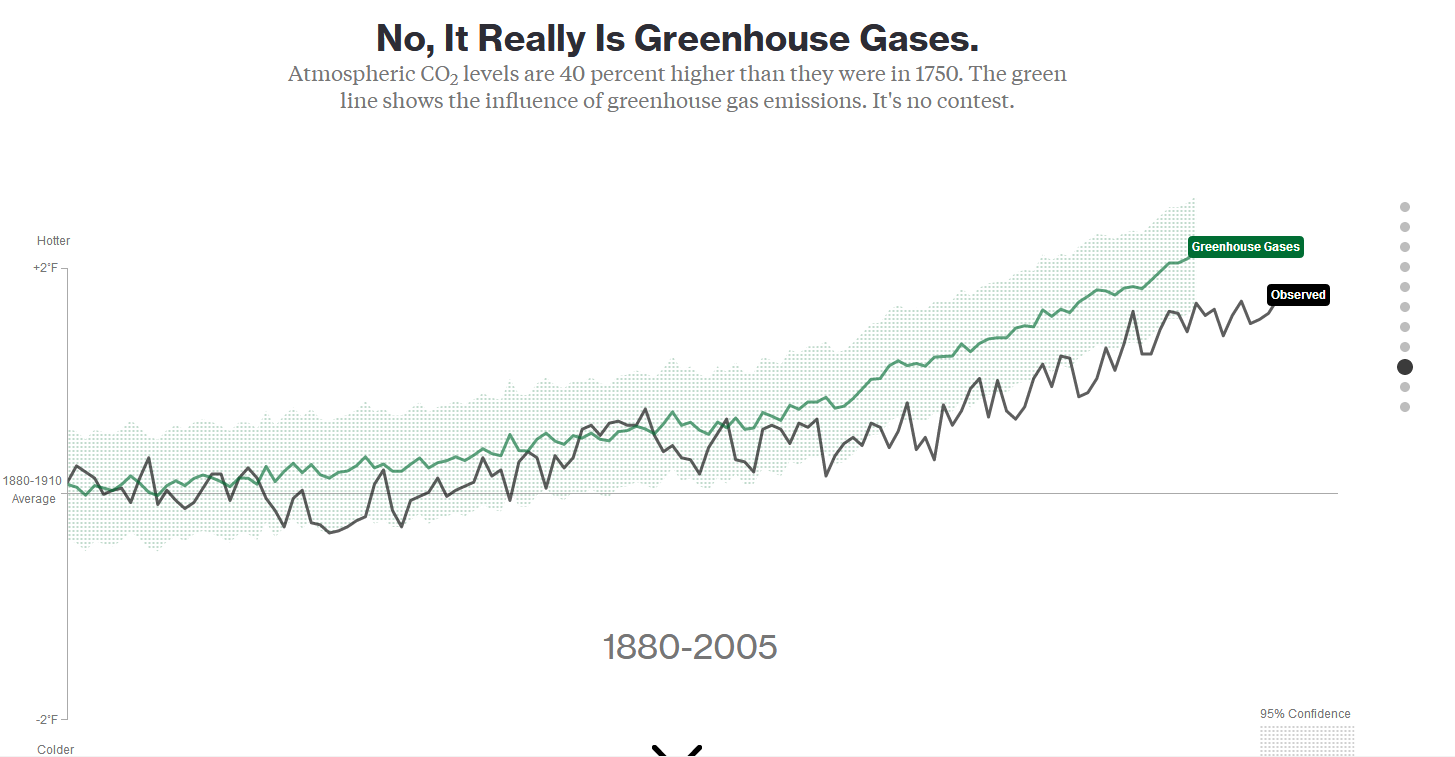 No, It Really Is Greenhouse Gases.
Atmospheric CO₂ levels are 40 percent higher than they were in 1750. The green
line shows the influence of greenhouse gas emissions. It's no contest.
Hotter
+2°F
Greenhouse Gases
Observed
1880-1910
Average
1880-2005
-2°F
95% Confidence
Colder